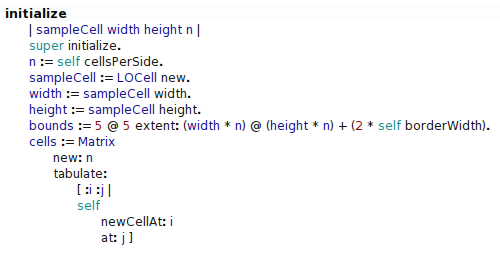 initialize
| sampleCell width height n |
super initialize.
n := self cellsPerSide.
sampleCell := LOCell new.
width := sampleCell width.
height := sampleCell height.
bounds := 5 @ 5 extent: (width * n) @ (height * n) + (2 * self borderWidth).
cells := Matrix
new: n
tabulate:
[ :i :j |
self
newCellAt: i
at: j ]